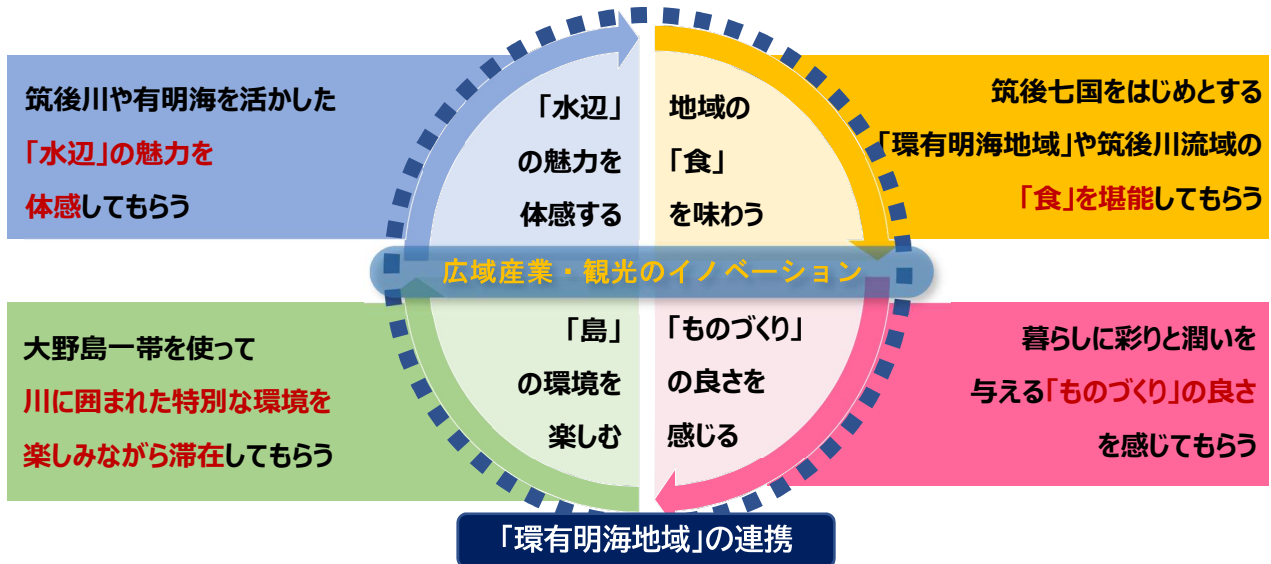 筑後川や有明海を活かした
「水辺」の魅力を
体感してもらう
「水辺」
の魅力を
体感する
地域の
「食」
を味わう
筑後七国をはじめとする
「環有明海地域」や筑後川流域の
「食」を堪能してもらう
広域産業・観光のイノベーション
大野島一帯を使って
川に囲まれた特別な環境を
楽しみながら滞在してもらう
「島」
の環境を
楽しむ
「ものづくり」
の良さを
感じる
暮らしに彩りと潤いを
与える「ものづくり」の良さ
を感じてもらう
「環有明海地域」の連携